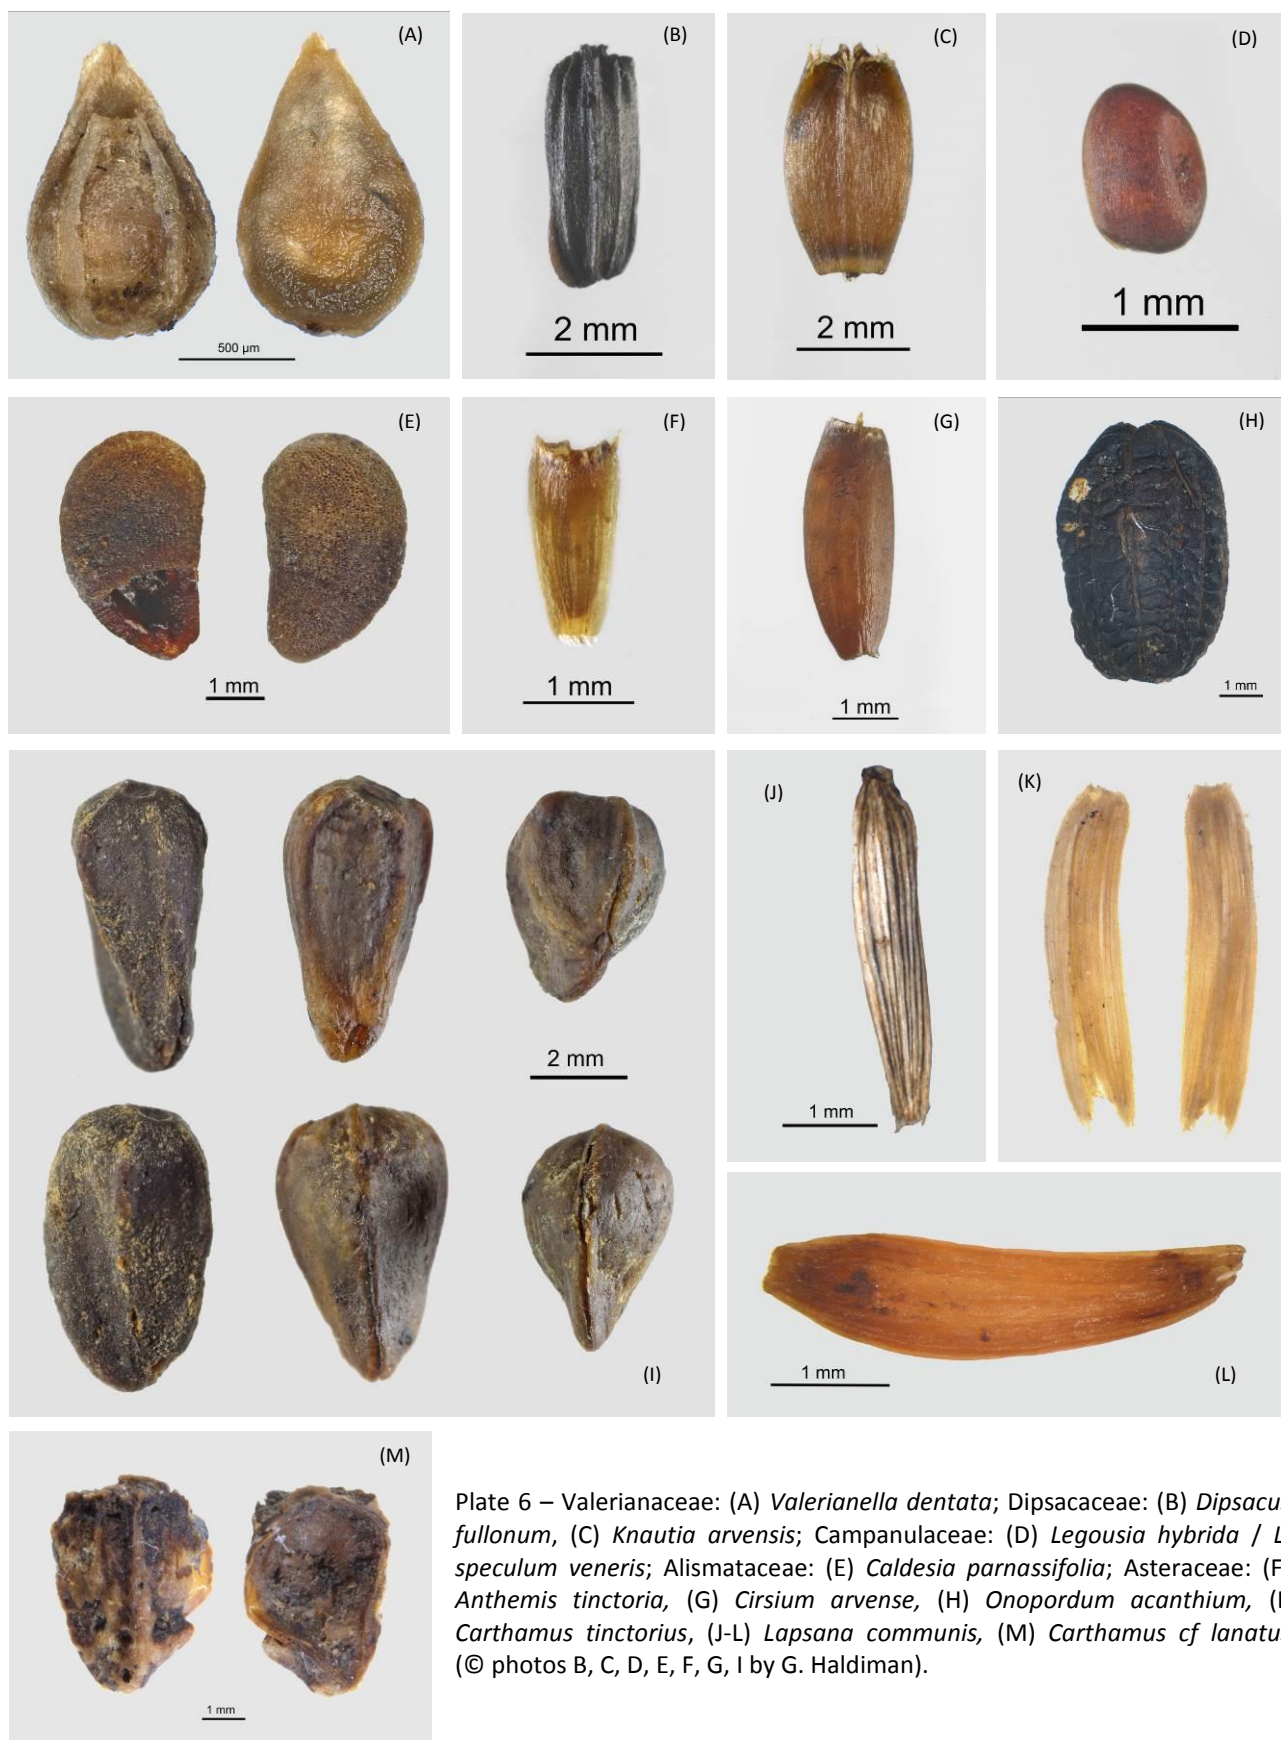 (A)
(B)
(C)
(D)
500 µm
2 mm
2 mm
1 mm
(E)
(F)
(G)
(H)
1 mm
1 mm
1 mm
1 mm
(J)
(K)
2 mm
1 mm
(I)
1 mm
(L)
(M)
1 mm
Plate 6 – Valerianaceae: (A) Valerianella dentata; Dipsacaceae: (B) Dipsacu
fullonum, (C) Knautia arvensis; Campanulaceae: (D) Legousia hybrida / L
speculum veneris; Alismataceae: (E) Caldesia parnassifolia; Asteraceae: (F
Anthemis tinctoria, (G) Cirsium arvense, (H) Onopordum acanthium, (I
Carthamus tinctorius, (J-L) Lapsana communis, (M) Carthamus cf lanatu
(© photos B, C, D, E, F, G, I by G. Haldiman).